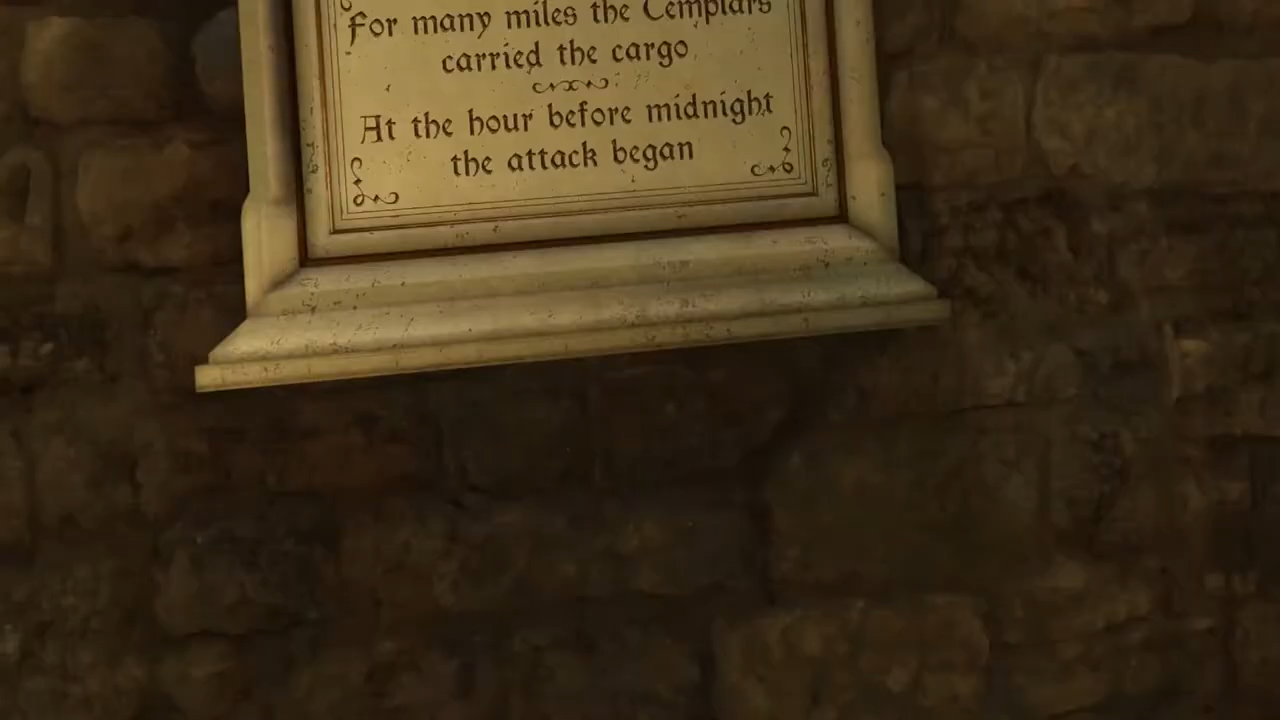 For many miles the Templars
carried the cargo
At the hour before midnight
the attack began